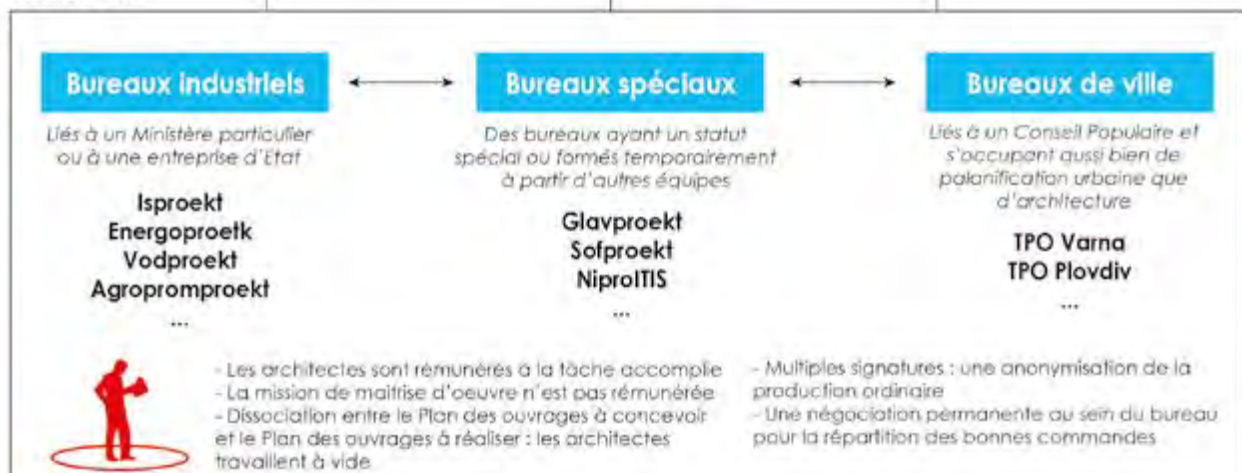 Bureaux industriels
Liés à un Ministère particulier
ou à une entreprise d'Etat
Isproekt
Energoproetk
Vodproekt
Agropromproekt
...
Bureaux spéciaux
Des bureaux ayant un statut
spécial ou formés temporairement
à partir d'autres équipes
Glavproekt
Sofproekt
NiproITIS
...
Bureaux de ville
Liés à un Conseil Populaire et
s'occupant aussi bien de
palanification urbaine que
d'architecture
TPO Varna
TPO Plovdiv
...
- Les architectes sont rémunérés à la tâche accomplie
- La mission de maitrise d'oeuvre n'est pas rémunérée
- Dissociation entre le Plan des ouvrages à concevoir
et le Plan des ouvrages à réaliser : les architectes
travaillent à vide
- Multiples signatures : une anonymisation de la
production ordinaire
- Une négociation permanente au sein du bureau
pour la répartition des bonnes commandes